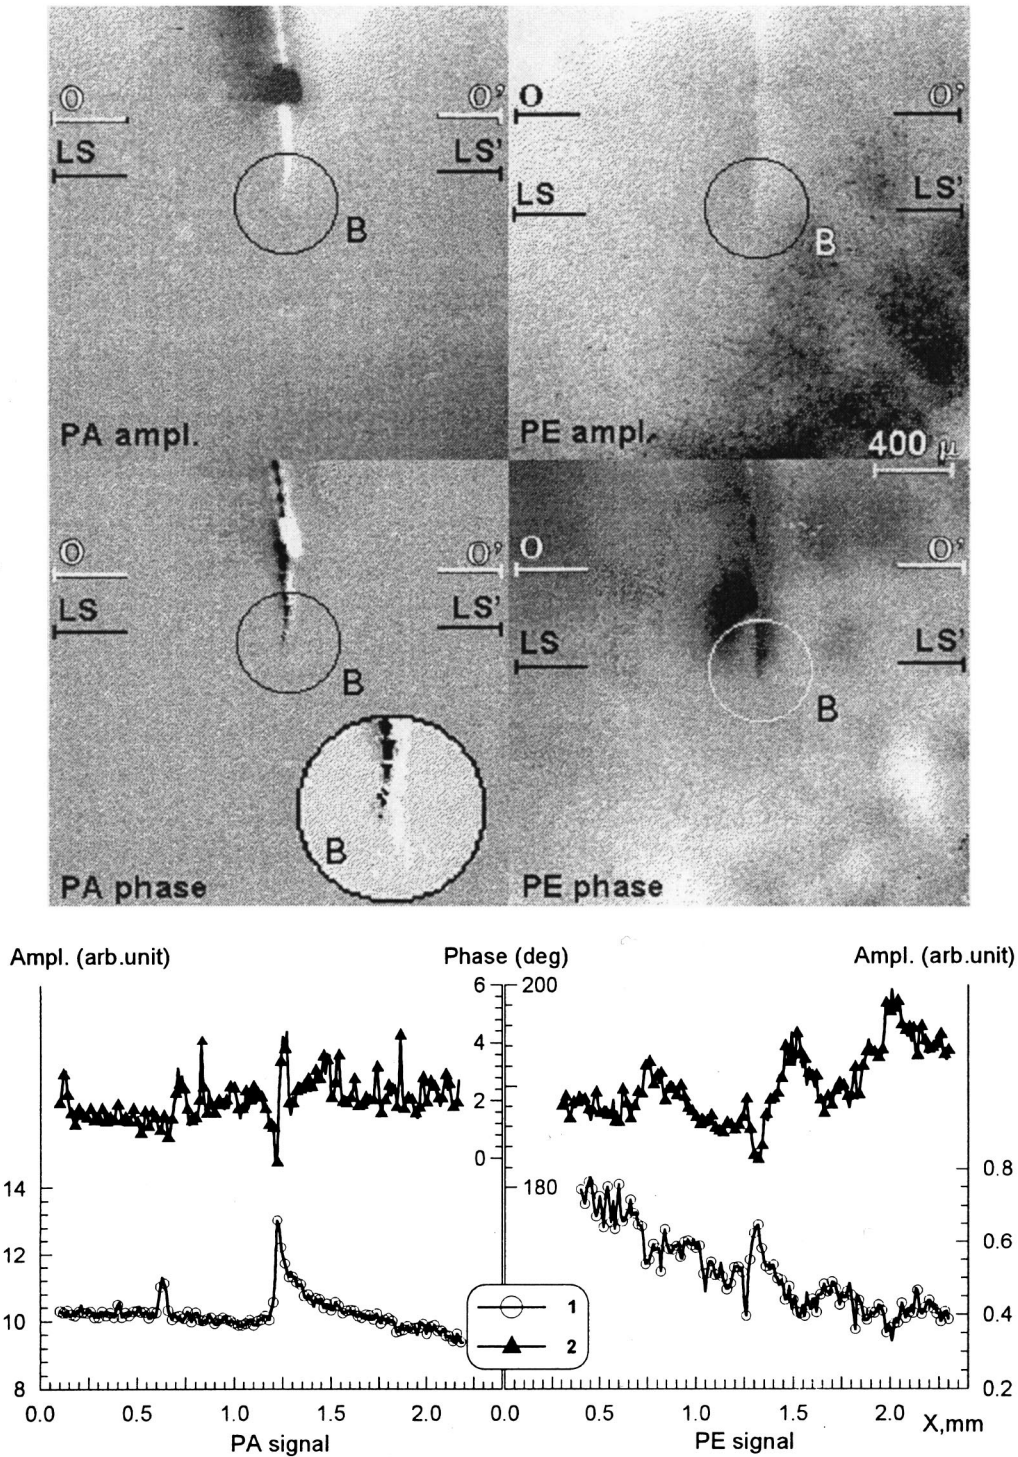 O O'
LS LS'
B
PA ampl.
O O'
LS LS'
B
PE ampl.
400 μ
O O'
LS LS'
B
B
PA phase
O O'
LS LS'
B
PE phase
Ampl. (arb.unit) Phase (deg) Ampl. (arb.unit)
6 200
4
2
0
180
14
12
10
8
0.8
0.6
0.4
0.2
1
2
0.0 0.5 1.0 1.5 2.0 0.5 1.0 1.5 2.0 X,mm
PA signal PE signal